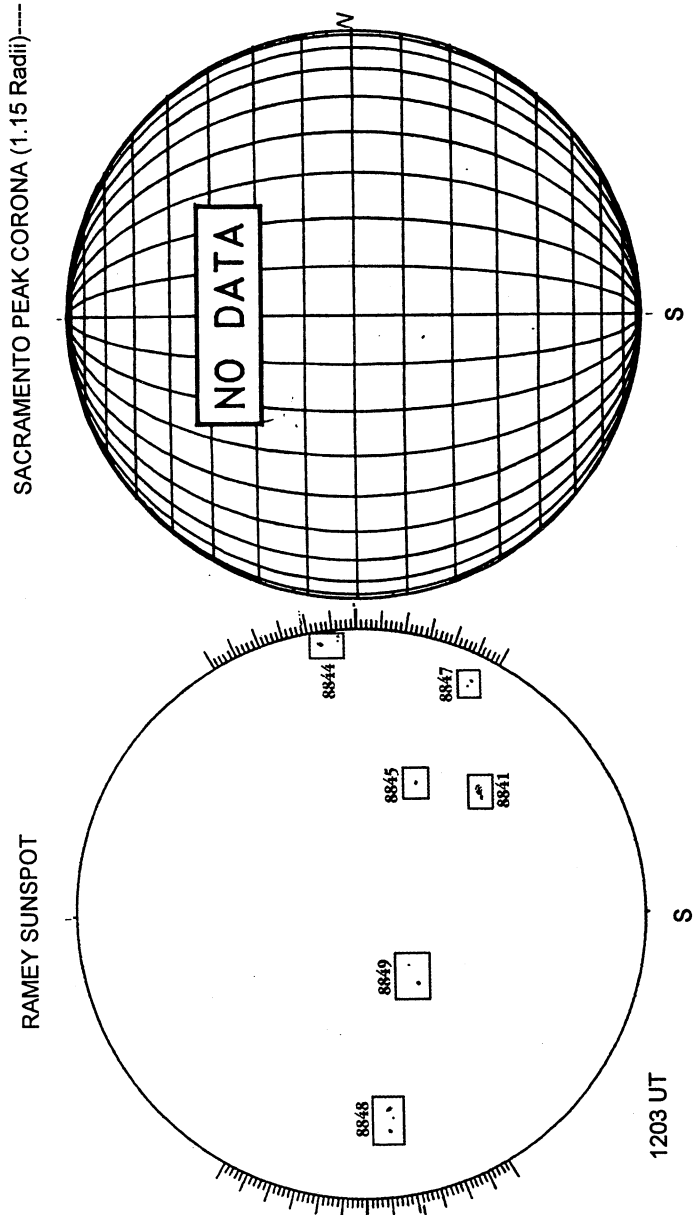 RAMEY SUNSPOT
8848
8849
8845
8841
8844
8847
S
1203 UT
SACRAMENTO PEAK CORONA (1.15 Radii)----
NO DATA
W
S